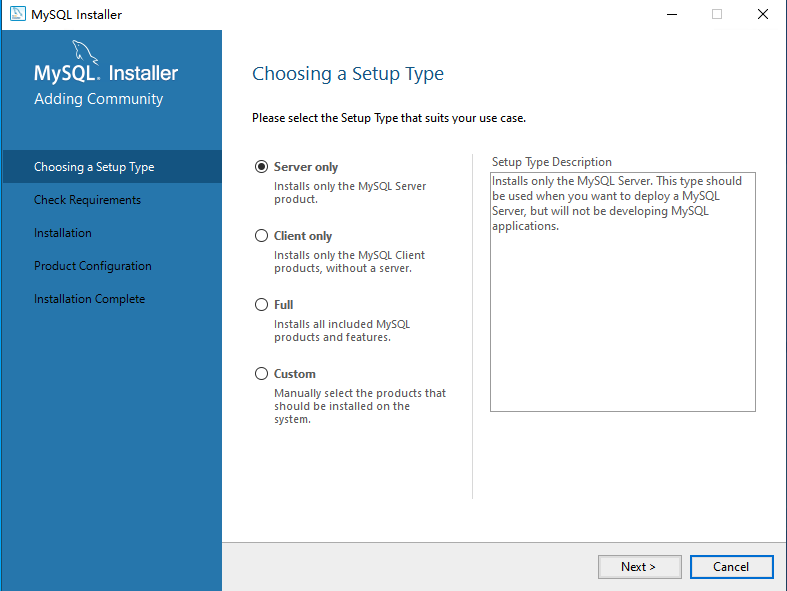 MySQL Installer
MySQL. Installer
Adding Community
Choosing a Setup Type
Check Requirements
Installation
Product Configuration
Installation Complete
Choosing a Setup Type
Please select the Setup Type that suits your use case.
Server only
Installs only the MySQL Server
product.
Client only
Installs only the MySQL Client
products, without a server.
Full
Installs all included MySQL
products and features.
Custom
Manually select the products that
should be installed on the
system.
Setup Type Description
Installs only the MySQL Server. This type should
be used when you want to deploy a MySQL
Server, but will not be developing MySQL
applications.
Next >
Cancel